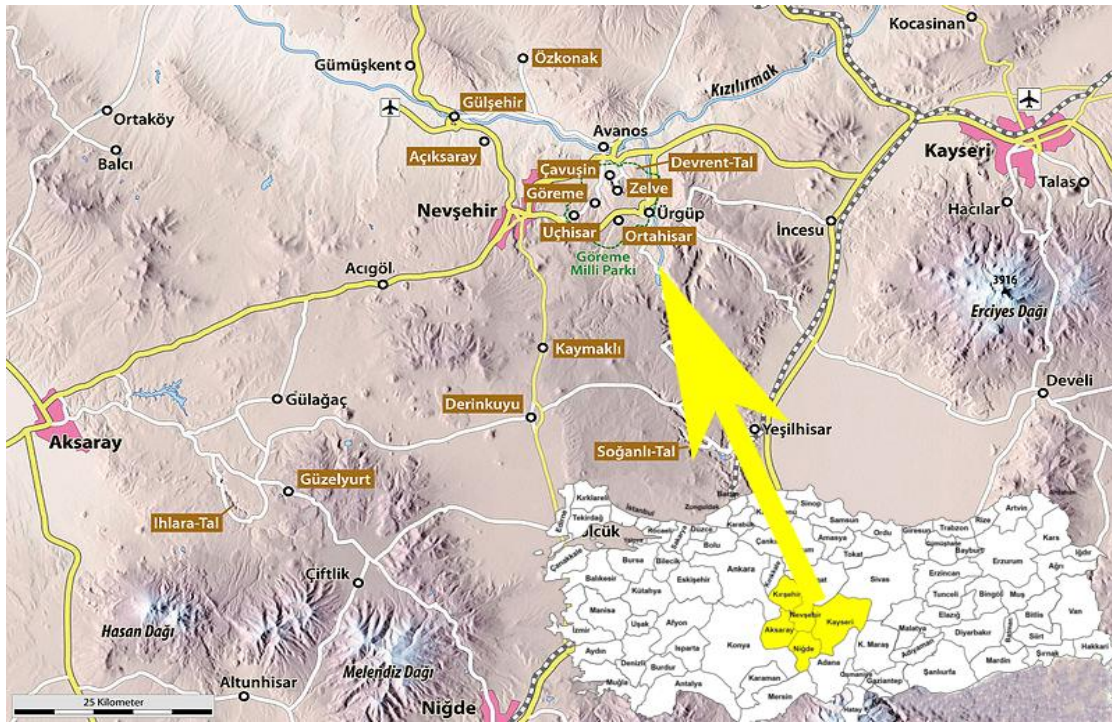 Kocasinan
Özkonak
Gümüşkent
Kızılırmak
Gülşehir
Ortaköy
Avanos
Açıksaray
Balcı
Kayseri
Devrent-Tal
Çavuşin
Talas
Zelve
Göreme
Hacılar
Nevşehir
Ürgüp
İncesu
Uçhisar
Ortahisar
Göreme
Milli Parkı
Acıgöl
3916
Erciyes Dağı
Kaymaklı
Develi
Gülağaç
Derinkuyu
Yeşilhisar
Aksaray
Soğanlı-Tal
Güzelyurt
Ihlara-Tal
Çiftlik
Hasan Dağı
Melendiz Dağı
Altunhisar
25 Kilometer
Niğde
Kırklareli
Edirne
Tekirdağ
İstanbul
Kocaeli
Sakarya
Düzce
Zonguldak
Bartın
Karabük
Sinop
Samsun
Ordu
Giresun
Trabzon
Rize
Artvin
Çanakkale
Bursa
Bilecik
Bolu
Amasya
Tokat
Gümüşhane
Bayburt
Kars
Iğdır
Balıkesir
Kütahya
Eskişehir
Ankara
Kırıkkale
Kırşehir
Sivas
Erzincan
Erzurum
Ağrı
Manisa
Uşak
Afyon
Nevşehir
Kayseri
Tunceli
Bingöl
Muş
Van
İzmir
Konya
Aksaray
Malatya
Elazığ
Diyarbakır
Batman
Bitlis
Siirt
Hakkari
Aydın
Denizli
Isparta
Burdur
Niğde
K. Maraş
Adıyaman
Mardin
Şırnak
Muğla
Antalya
Karaman
Mersin
Adana
Osmaniye
Gaziantep
Şanlıurfa
Hatay